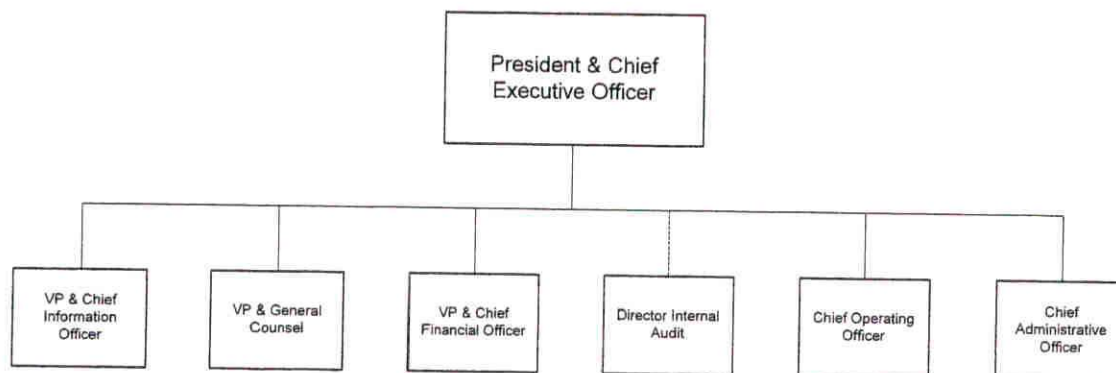 President & Chief
Executive Officer
VP & Chief
Information
Officer
VP & General
Counsel
VP & Chief
Financial Officer
Director Internal
Audit
Chief Operating
Officer
Chief
Administrative
Officer